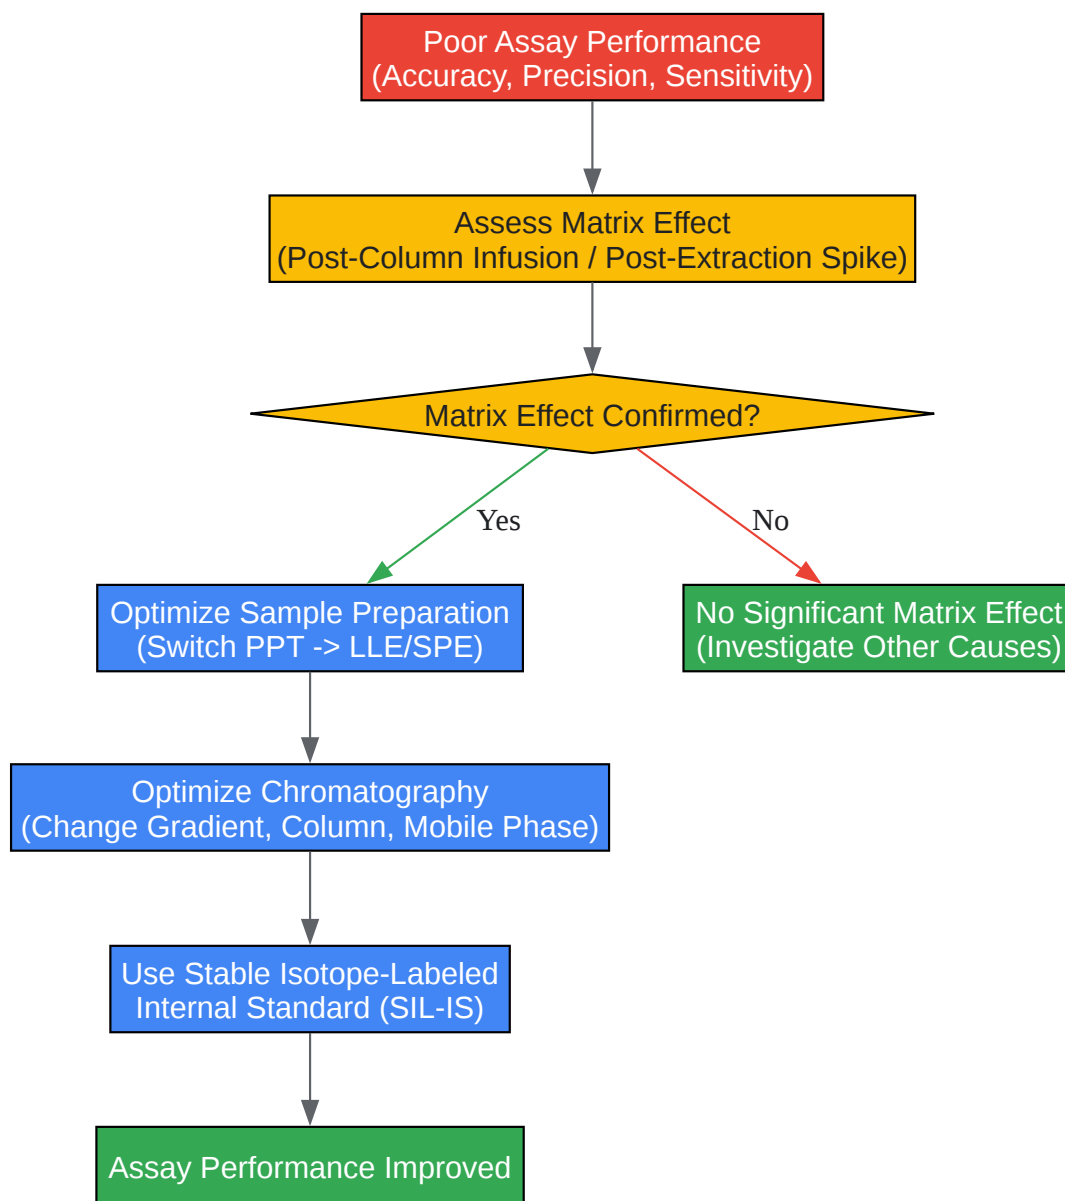 Poor Assay Performance
(Accuracy, Precision, Sensitivity)
Assess Matrix Effect
(Post-Column Infusion / Post-Extraction Spike)
Matrix Effect Confirmed?
Yes
No
Optimize Sample Preparation
(Switch PPT -> LLE/SPE)
No Significant Matrix Effect
(Investigate Other Causes)
Optimize Chromatography
(Change Gradient, Column, Mobile Phase)
Use Stable Isotope-Labeled
Internal Standard (SIL-IS)
Assay Performance Improved